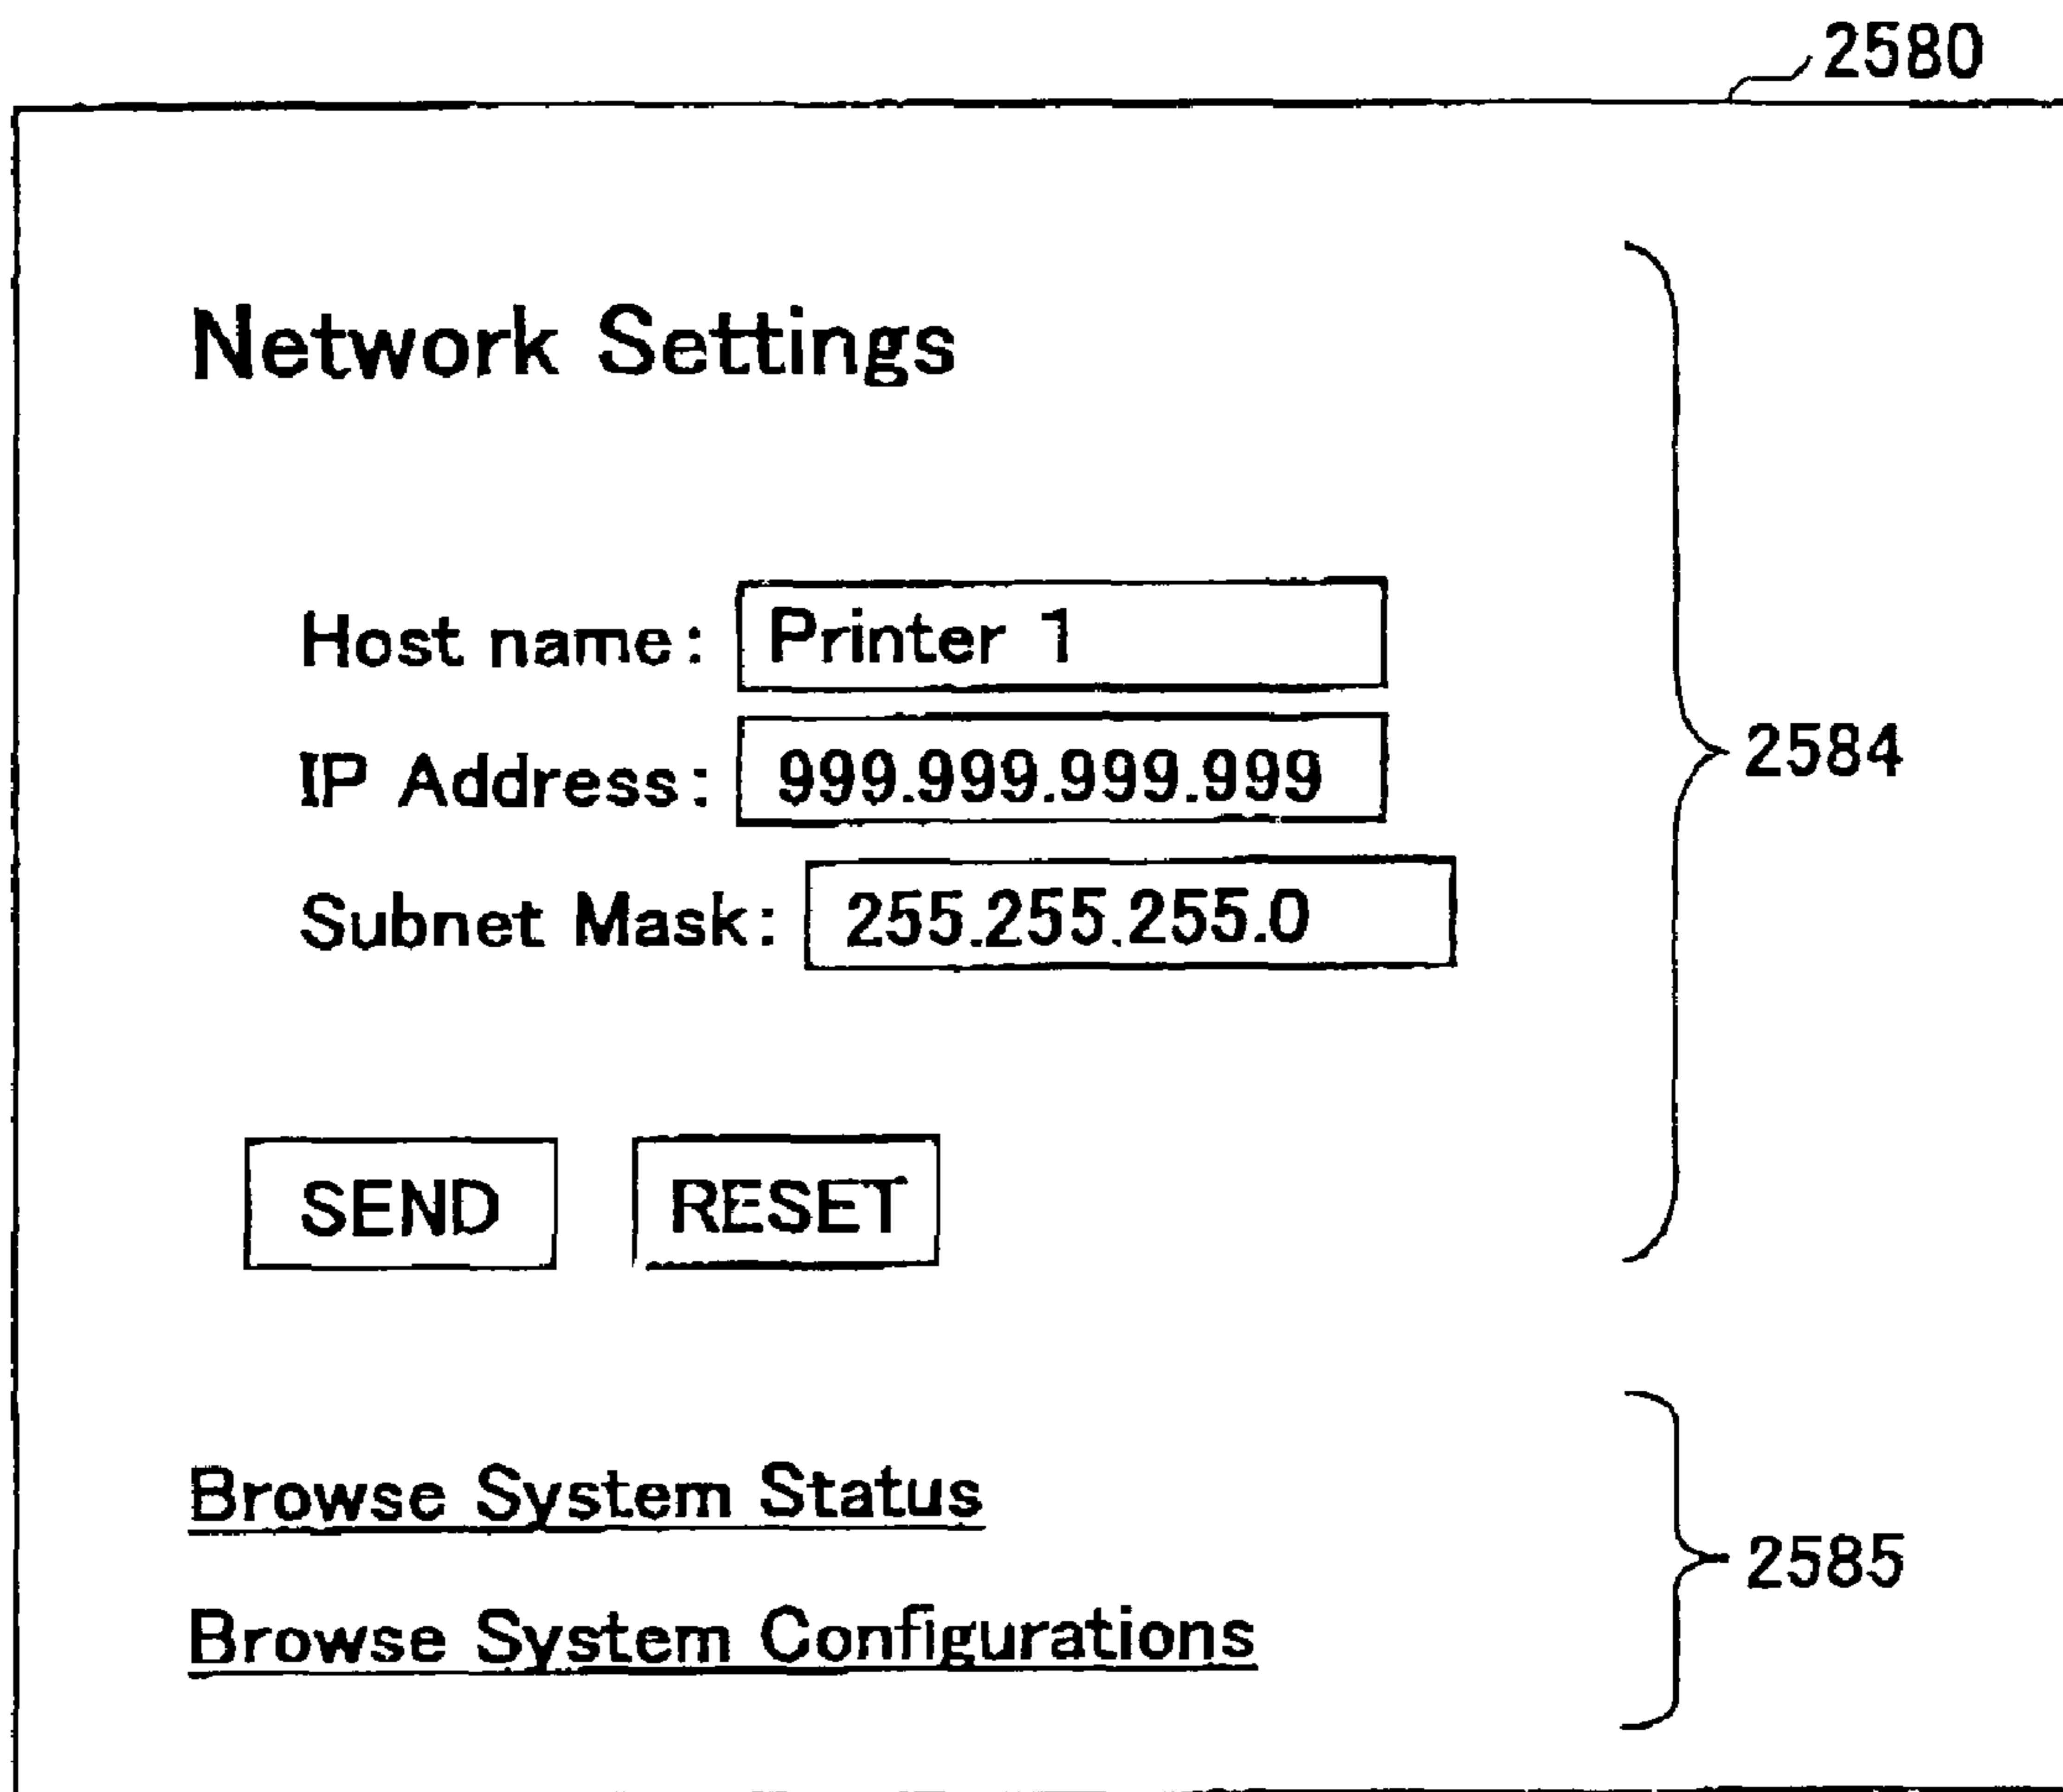 2580
Network Settings
Host name: Printer 1
IP Address: 999.999.999.999
2584
Subnet Mask: 255.255.255.0
SEND RESET
Browse System Status
2585
Browse System Configurations